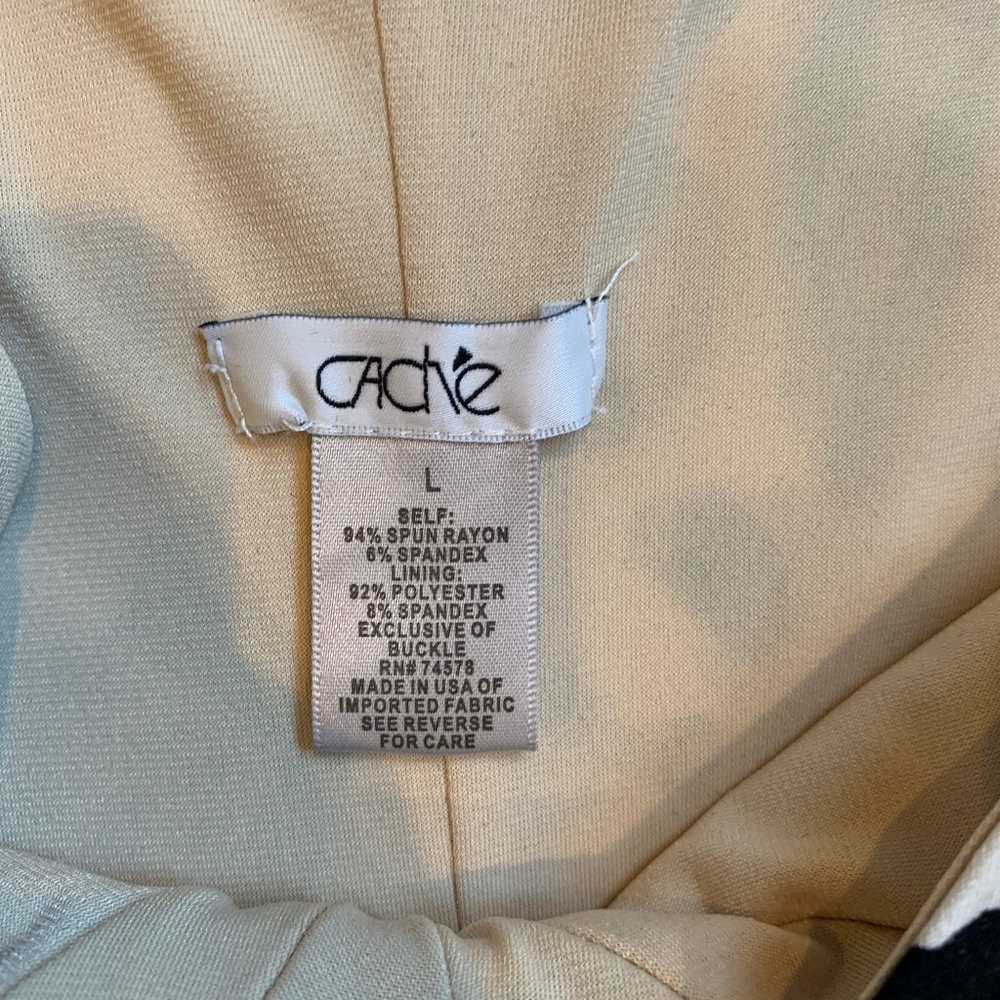 CACHÉ
L
SELF:
94% SPUN RAYON
6% SPANDEX
LINING:
92% POLYESTER
8% SPANDEX
EXCLUSIVE OF
BUCKLE
RN# 74578
MADE IN USA OF
IMPORTED FABRIC
SEE REVERSE
FOR CARE